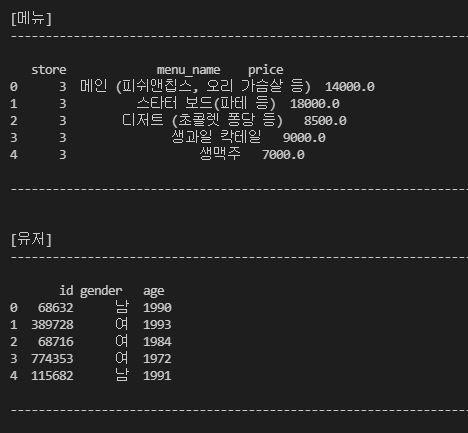 [메뉴]
--------------------------------------------------------------------
store menu_name price
0 3 메인 (피쉬앤칩스, 오리 가슴살 등) 14000.0
1 3 스타터 보드(파테 등) 18000.0
2 3 디저트 (초콜렛 퐁당 등) 8500.0
3 3 생과일 칵테일 9000.0
4 3 생맥주 7000.0
--------------------------------------------------------------------
[유저]
--------------------------------------------------------------------
id gender age
0 68632 남 1990
1 389728 여 1993
2 68716 여 1984
3 774353 여 1972
4 115682 남 1991
--------------------------------------------------------------------